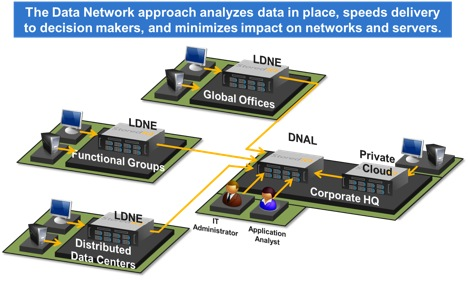 The Data Network approach analyzes data in place, speeds delivery
to decision makers, and minimizes impact on networks and servers.
LDNE
Global Offices
LDNE
Functional Groups
DNAL
Private
Cloud
Corporate HQ
LDNE
Distributed
Data Centers
IT
Administrator
Application
Analyst